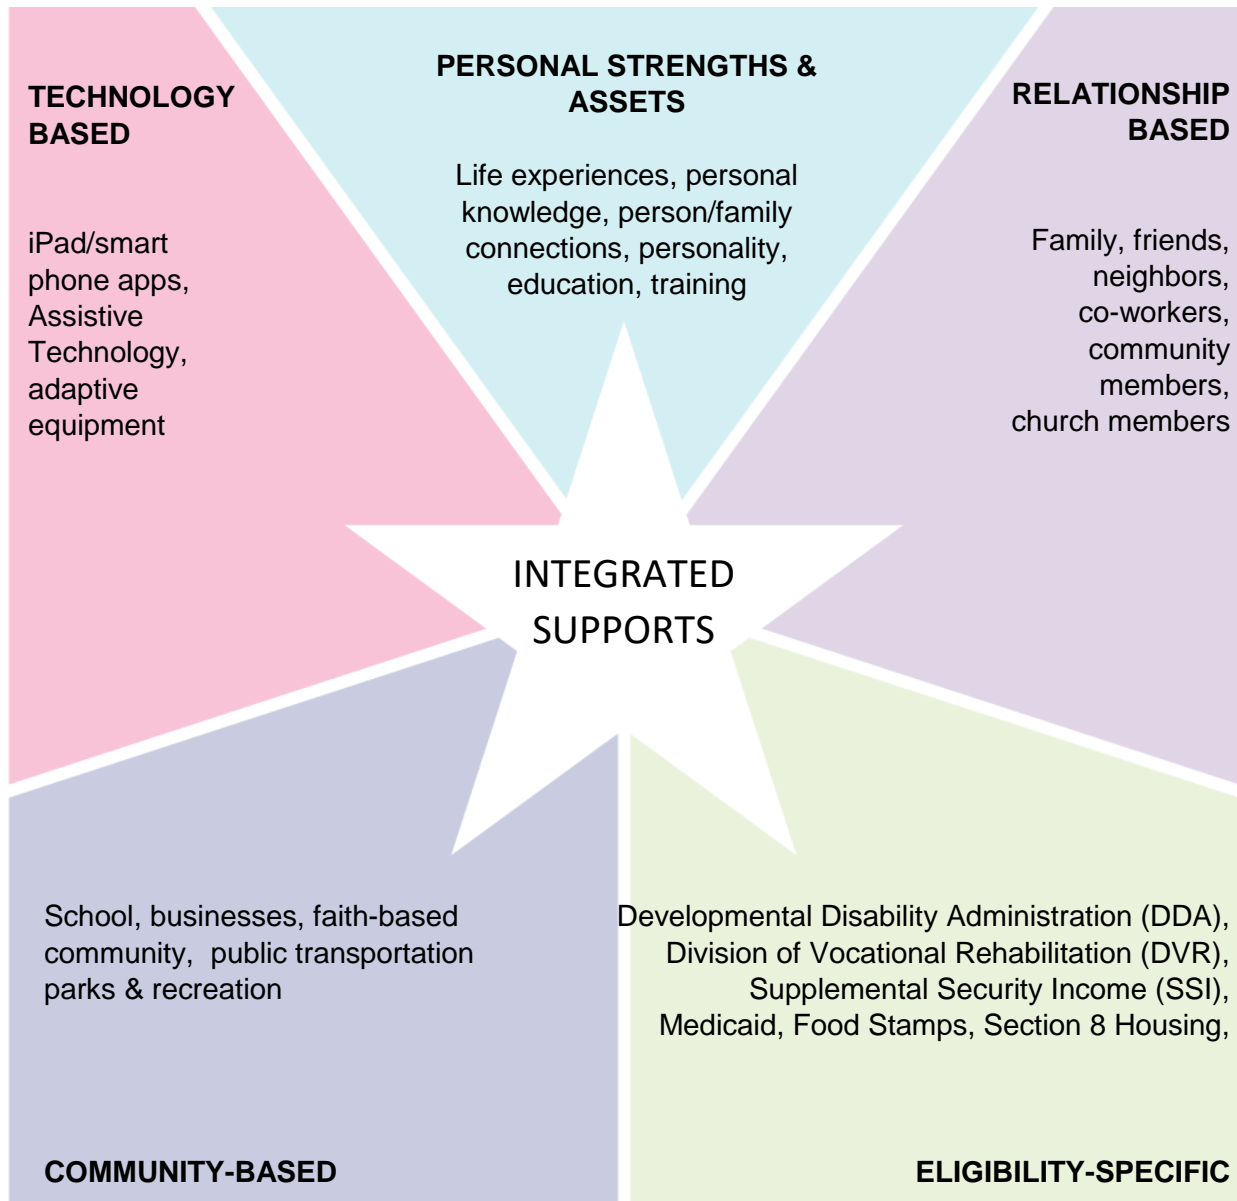 TECHNOLOGY
BASED
iPad/smart
phone apps,
Assistive
Technology,
adaptive
equipment
PERSONAL STRENGTHS &
ASSETS
Life experiences, personal
knowledge, person/family
connections, personality,
education, training
RELATIONSHIP
BASED
Family, friends,
neighbors,
co-workers,
community
members,
church members
INTEGRATED
SUPPORTS
School, businesses, faith-based
community,  public transportation
parks & recreation
COMMUNITY-BASED
Developmental Disability Administration (DDA),
Division of Vocational Rehabilitation (DVR),
Supplemental Security Income (SSI),
Medicaid, Food Stamps, Section 8 Housing,
ELIGIBILITY-SPECIFIC